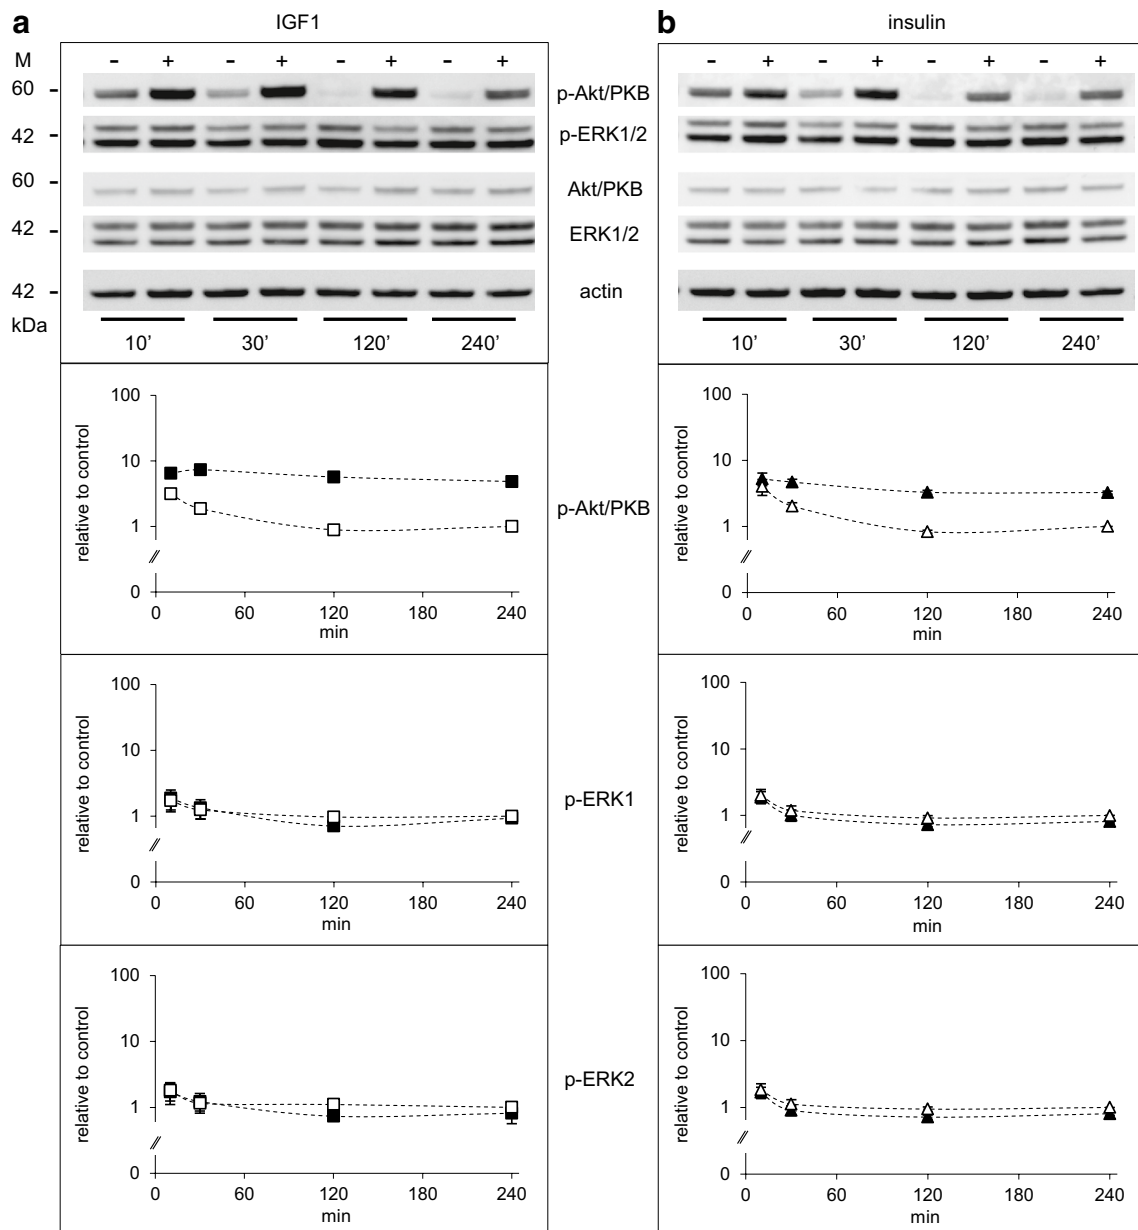 a IGF1 b insulin
M - + - + - + - + - + - + - + - +
60 - p-Akt/PKB
42 - p-ERK1/2
60 - Akt/PKB
42 - ERK1/2
42 - actin
kDa
10’ 30’ 120’ 240’ 10’ 30’ 120’ 240’
100 100
10 10
relative to control p-Akt/PKB relative to control
1 1
0 0
0 60 120 180 240 0 60 120 180 240
min min
100 100
10 10
relative to control p-ERK1 relative to control
1 1
0 0
0 60 120 180 240 0 60 120 180 240
min min
100 100
10 10
relative to control p-ERK2 relative to control
1 1
0 0
0 60 120 180 240 0 60 120 180 240
min min